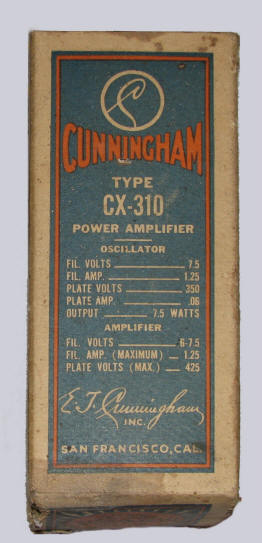 CUNNINGHAM
TYPE
CX-310
POWER AMPLIFIER
OSCILLATOR
FIL. VOLTS 7.5
FIL. AMP. 1.25
PLATE VOLTS 350
PLATE AMP. .06
OUTPUT 7.5 WATTS
AMPLIFIER
FIL. VOLTS 6-7.5
FIL. AMP. (MAXIMUM) 1.25
PLATE VOLTS (MAX.) 425
E. T. Cunningham
INC.
SAN FRANCISCO, CAL.